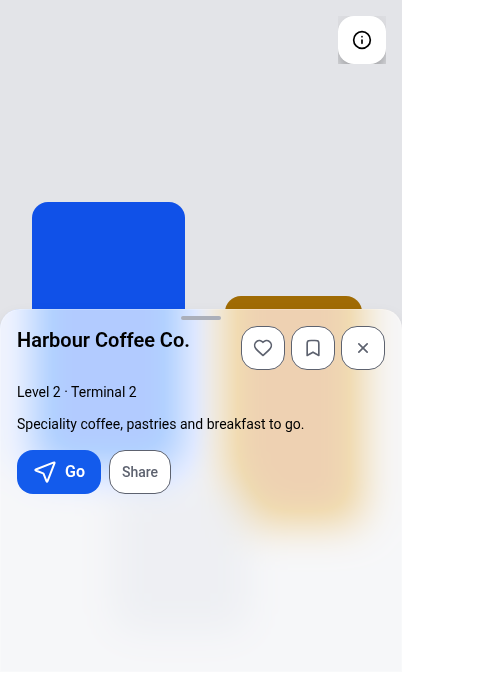 Harbour Coffee Co.
Level 2 · Terminal 2
Speciality coffee, pastries and breakfast to go.
Go
Share